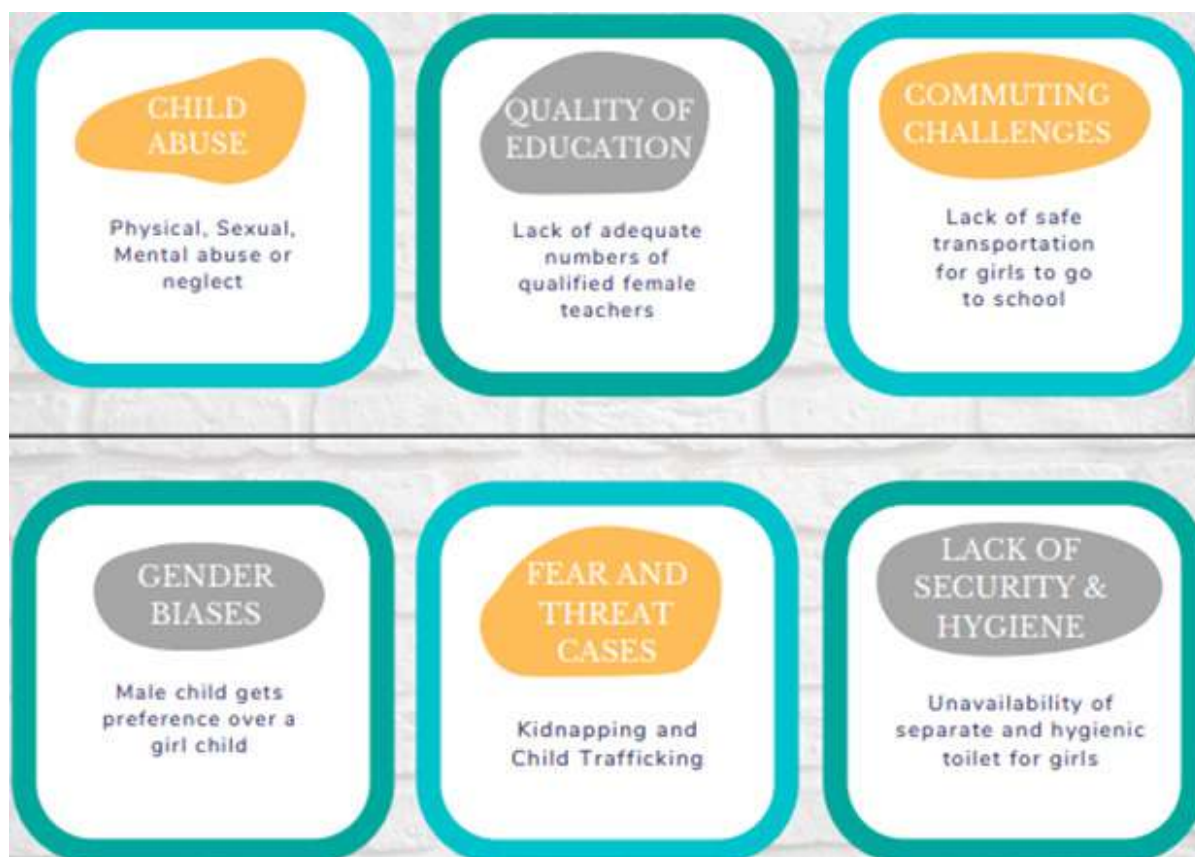 CHILD
ABUSE
Physical, Sexual,
Mental abuse or
neglect
QUALITY OF
EDUCATION
Lack of adequate
numbers of
qualified female
teachers
COMMUTING
CHALLENGES
Lack of safe
transportation
for girls to go
to school
GENDER
BIASES
Male child gets
preference over a
girl child
FEAR AND
THREAT
CASES
Kidnapping and
Child Trafficking
LACK OF
SECURITY &
HYGIENE
Unavailability of
separate and hygienic
toilet for girls